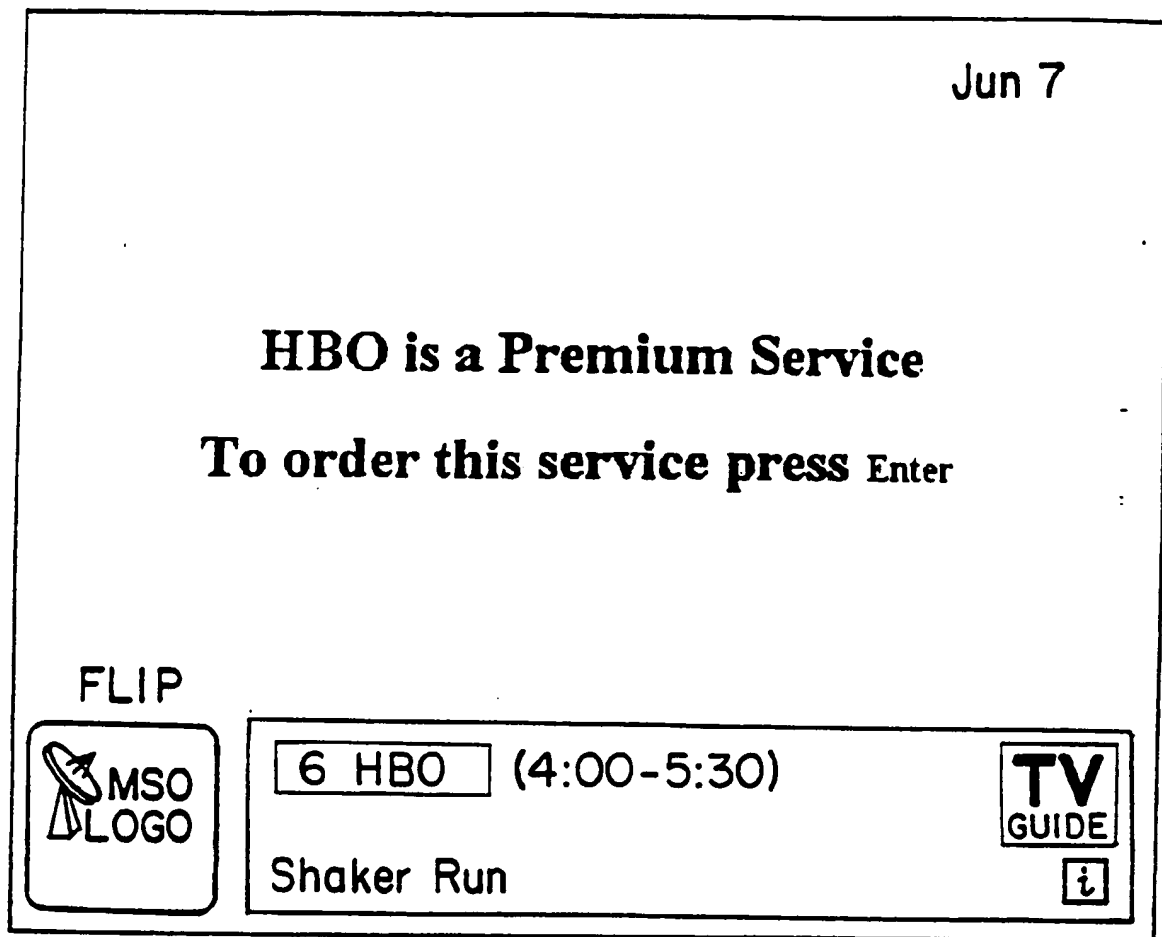 Jun 7
HBO is a Premium Service
To order this service press Enter
FLIP
MSO
LOGO
6 HBO (4:00-5:30)
TV
GUIDE
Shaker Run
i